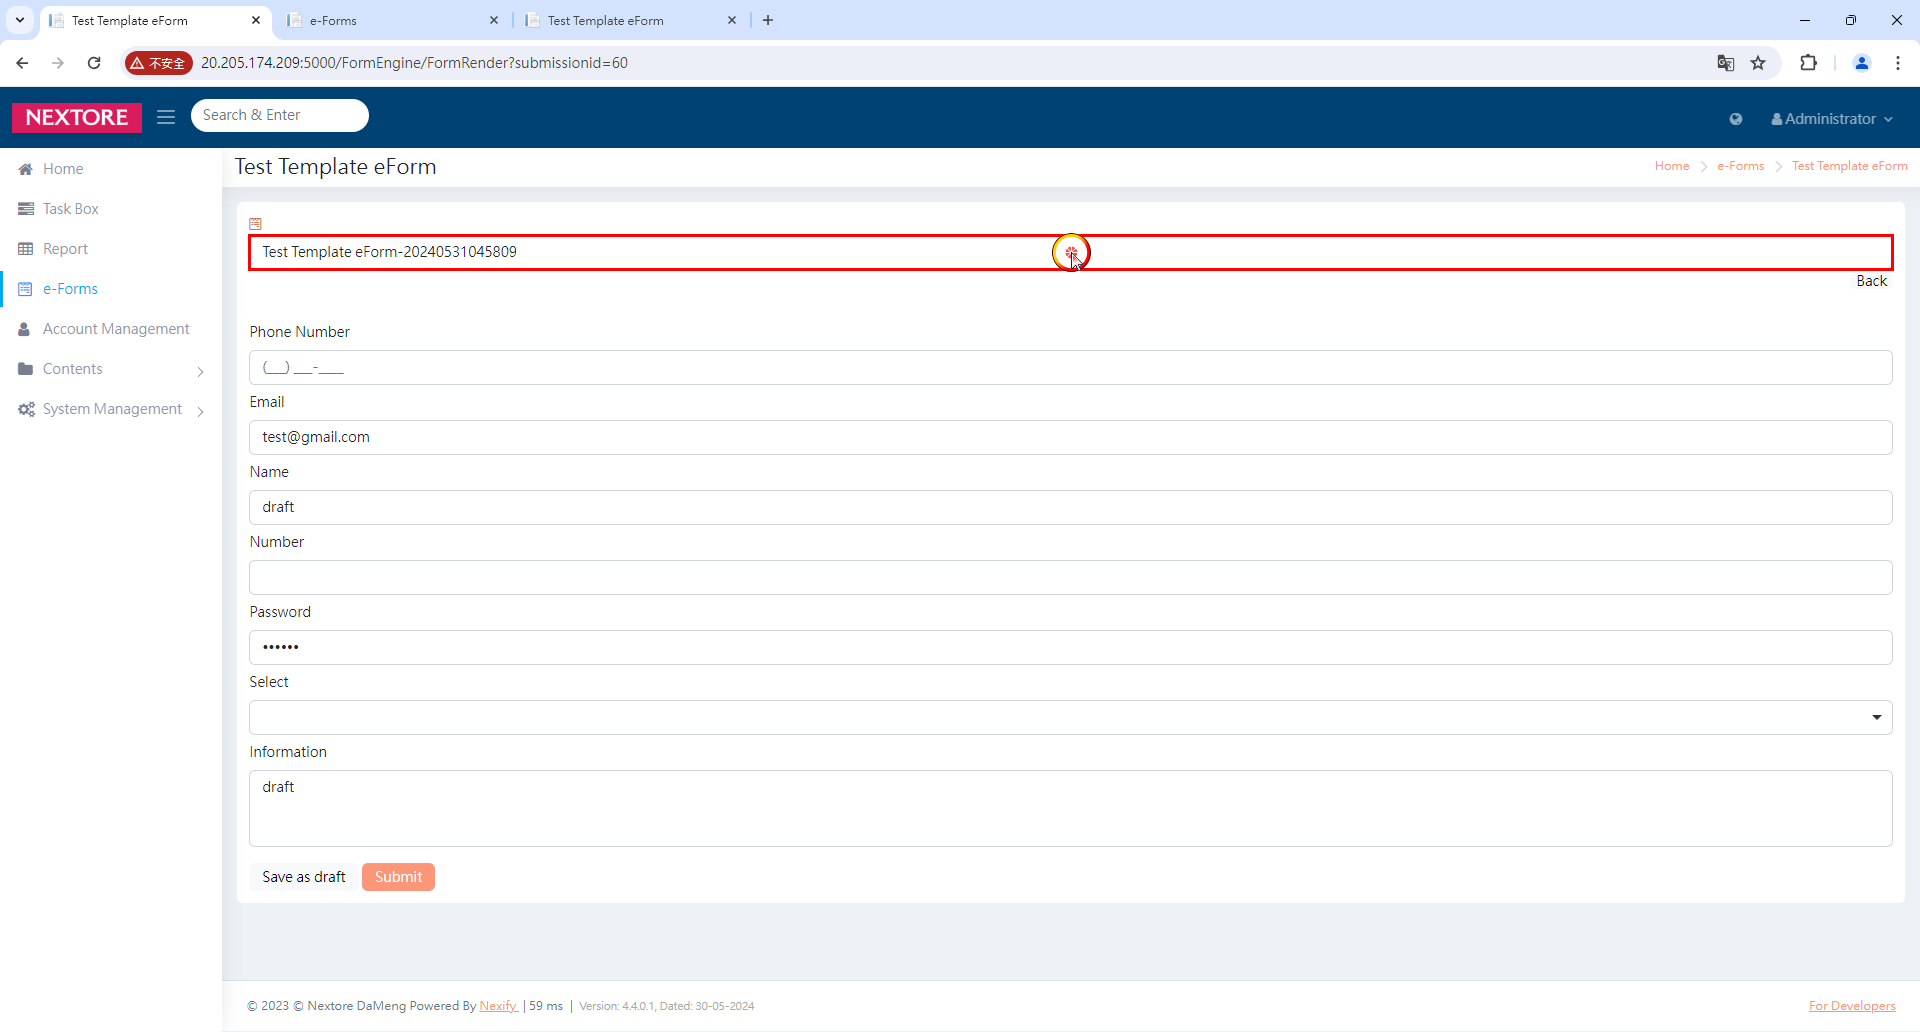 Test Template eForm
e-Forms
Test Template eForm
不安全
20.205.174.209:5000/FormEngine/FormRender?submissionid=60
NEXTORE
Search & Enter
Administrator
Home
Task Box
Report
e-Forms
Account Management
Contents
System Management
Test Template eForm
Home
e-Forms
Test Template eForm
Test Template eForm-20240531045809
Back
Phone Number
(___) ___-____
Email
test@gmail.com
Name
draft
Number
Password
••••••
Select
Information
draft
Save as draft
Submit
© 2023 © Nextore DaMeng Powered By Nexify | 59 ms | Version: 4.4.0.1, Dated: 30-05-2024
For Developers